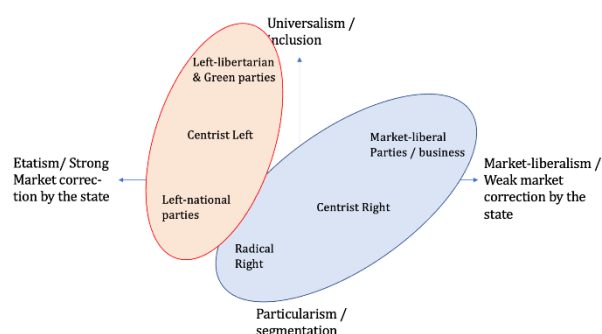 Universalism /
Inclusion
Left-libertarian
& Green parties
Centrist Left
Market-liberal
Parties / business
Etatism/ Strong
Market correc-
tion by the state
Market-liberalism /
Weak market
correction by the
state
Left-national
parties
Centrist Right
Radical
Right
Particularism /
segmentation